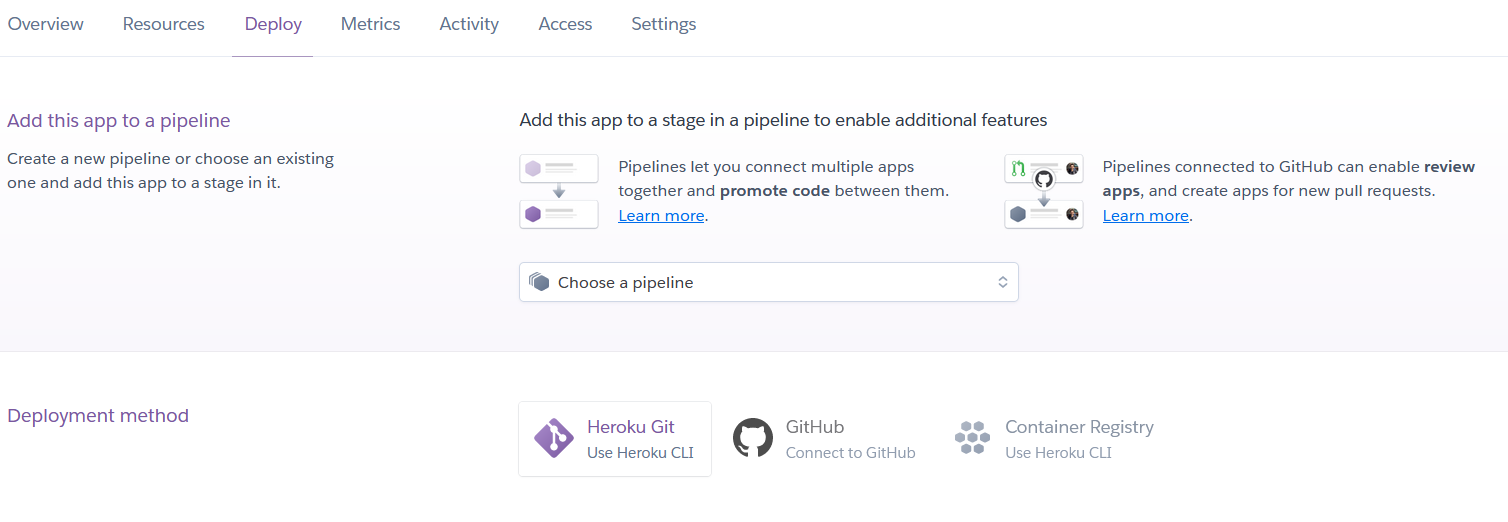 Overview Resources Deploy Metrics Activity Access Settings
Add this app to a pipeline
Create a new pipeline or choose an existing
one and add this app to a stage in it.
Add this app to a stage in a pipeline to enable additional features
Pipelines let you connect multiple apps
together and promote code between them.
Learn more.
Pipelines connected to GitHub can enable review
apps, and create apps for new pull requests.
Learn more.
Choose a pipeline
Deployment method
Heroku Git
Use Heroku CLI
GitHub
Connect to GitHub
Container Registry
Use Heroku CLI